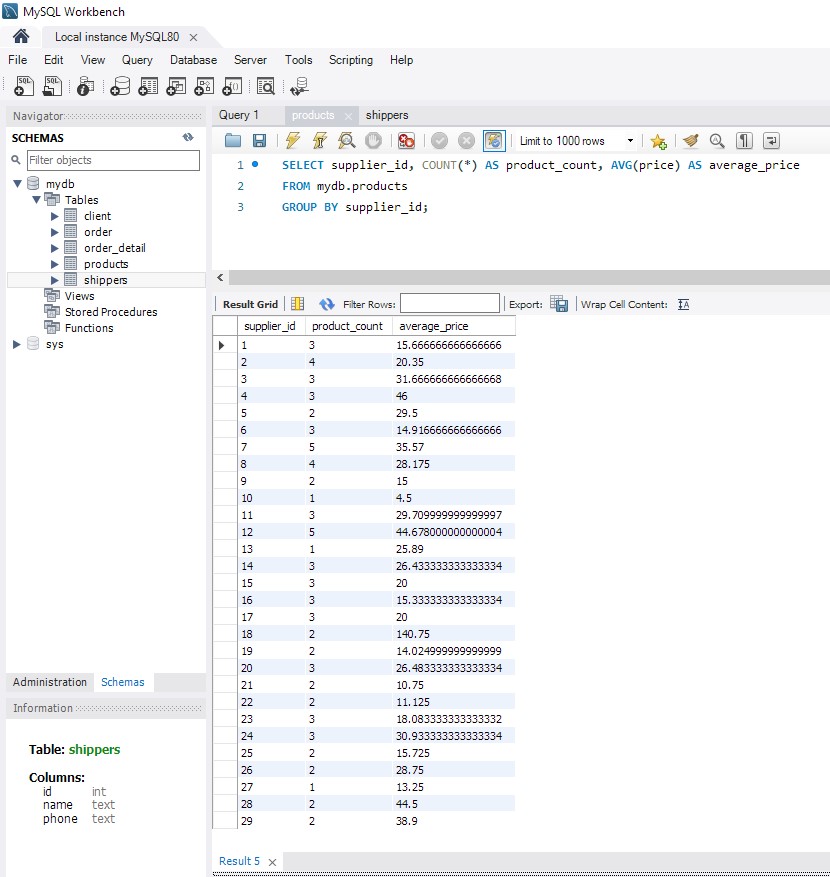 MySQL Workbench
Local instance MySQL80
File Edit View Query Database Server Tools Scripting Help
Navigator
SCHEMAS
Filter objects
mydb
Tables
client
order
order_detail
products
shippers
Views
Stored Procedures
Functions
sys
Administration Schemas
Information
Table: shippers
Columns:
id int
name text
phone text
Query 1 products shippers
Limit to 1000 rows
1 SELECT supplier_id, COUNT(*) AS product_count, AVG(price) AS average_price
2 FROM mydb.products
3 GROUP BY supplier_id;
Result Grid Filter Rows: Export: Wrap Cell Content:
supplier_id product_count average_price
1 3 15.666666666666666
2 4 20.35
3 3 31.666666666666668
4 3 46
5 2 29.5
6 3 14.916666666666666
7 5 35.57
8 4 28.175
9 2 15
10 1 4.5
11 3 29.709999999999997
12 5 44.678000000000004
13 1 25.89
14 3 26.433333333333334
15 3 20
16 3 15.333333333333334
17 3 20
18 2 140.75
19 2 14.024999999999999
20 3 26.483333333333334
21 2 10.75
22 2 11.125
23 3 18.083333333333332
24 3 30.933333333333334
25 2 15.725
26 2 28.75
27 1 13.25
28 2 44.5
29 2 38.9
Result 5